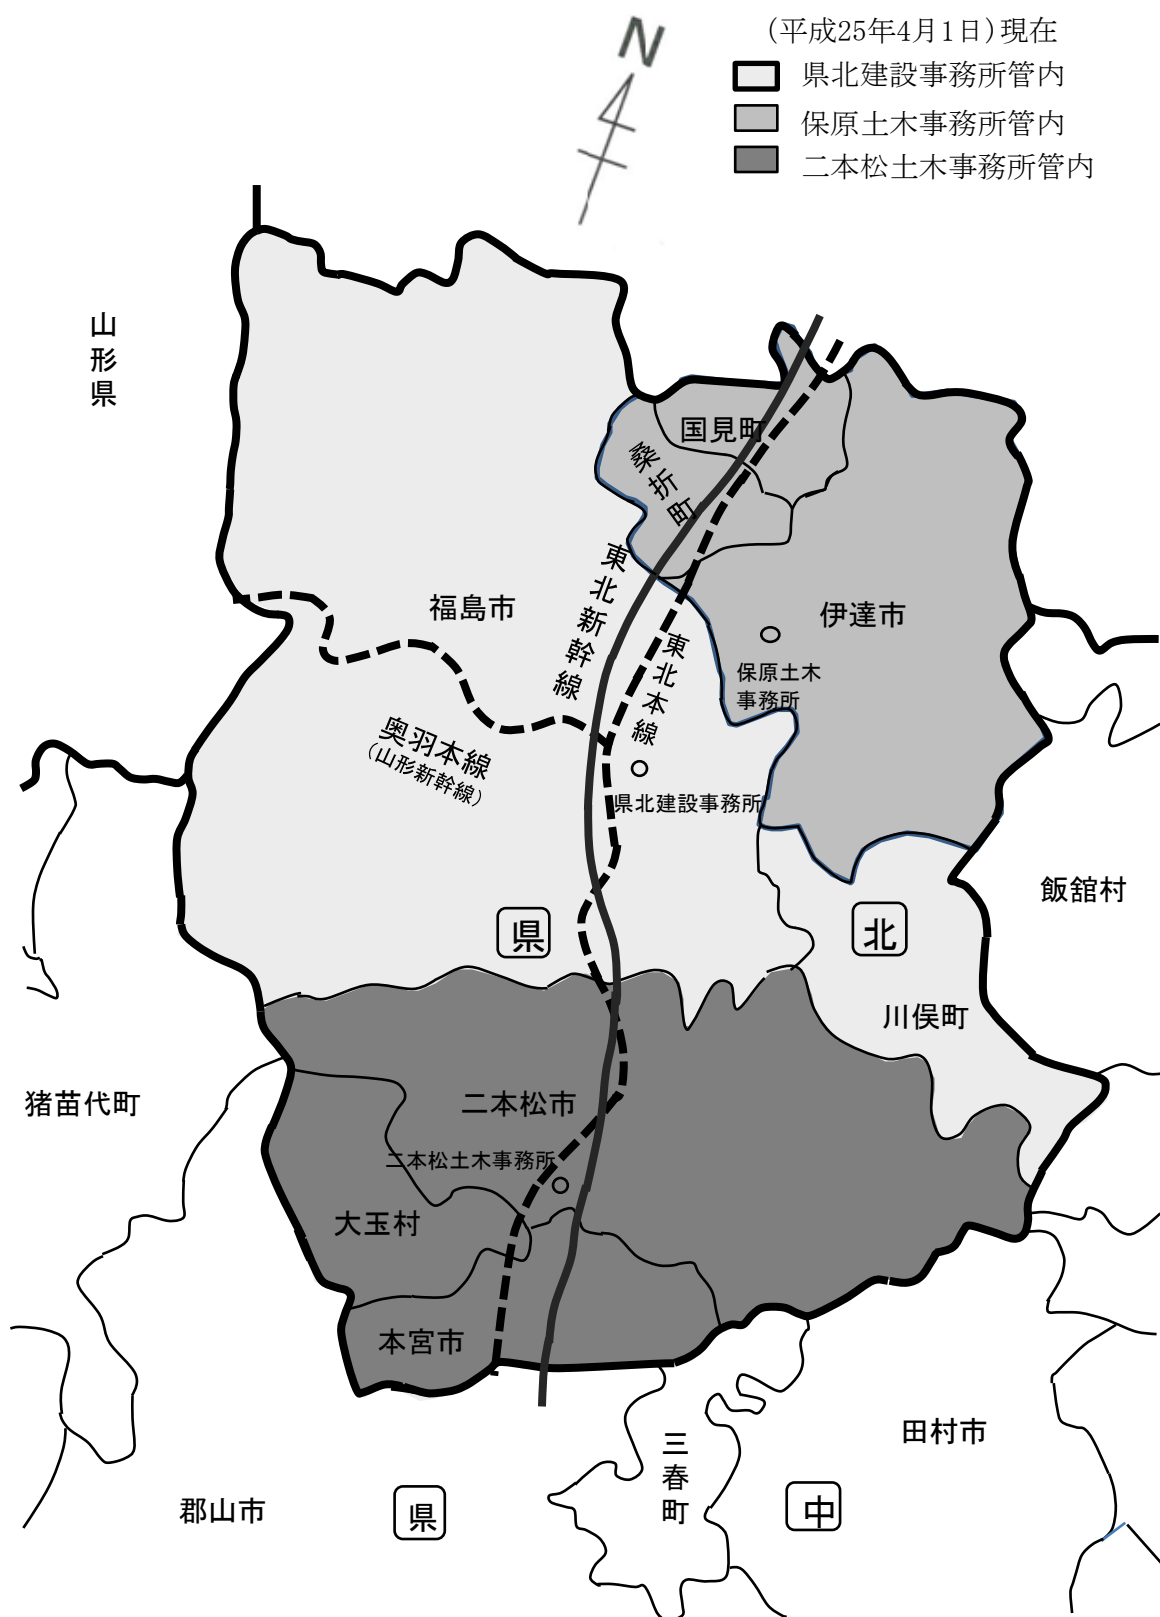 N
(平成25年4月1日)現在
県北建設事務所管内
保原土木事務所管内
二本松土木事務所管内
山形県
国見町
桑折町
東北新幹線
福島市
伊達市
東北本線
保原土木
事務所
奥羽本線
(山形新幹線)
県北建設事務所
飯舘村
県
北
川俣町
猪苗代町
二本松市
二本松土木事務所
大玉村
本宮市
田村市
三春町
郡山市
県
中